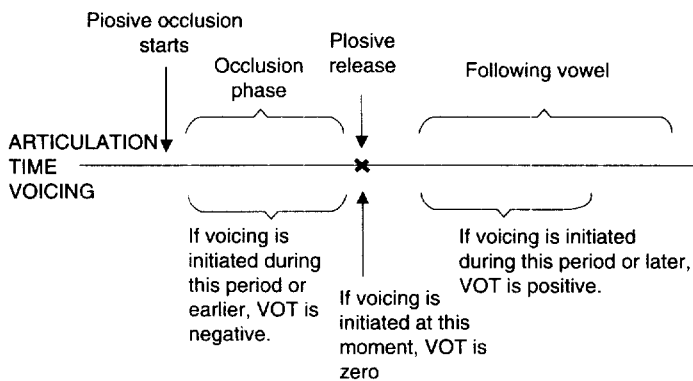 Piosive occlusion
starts
Occlusion
phase
Plosive
release
Following vowel
ARTICULATION
TIME
VOICING
If voicing is
initiated during
this period or
earlier, VOT is
negative.
If voicing is
initiated at this
moment, VOT is
zero
If voicing is initiated
during this period or later,
VOT is positive.